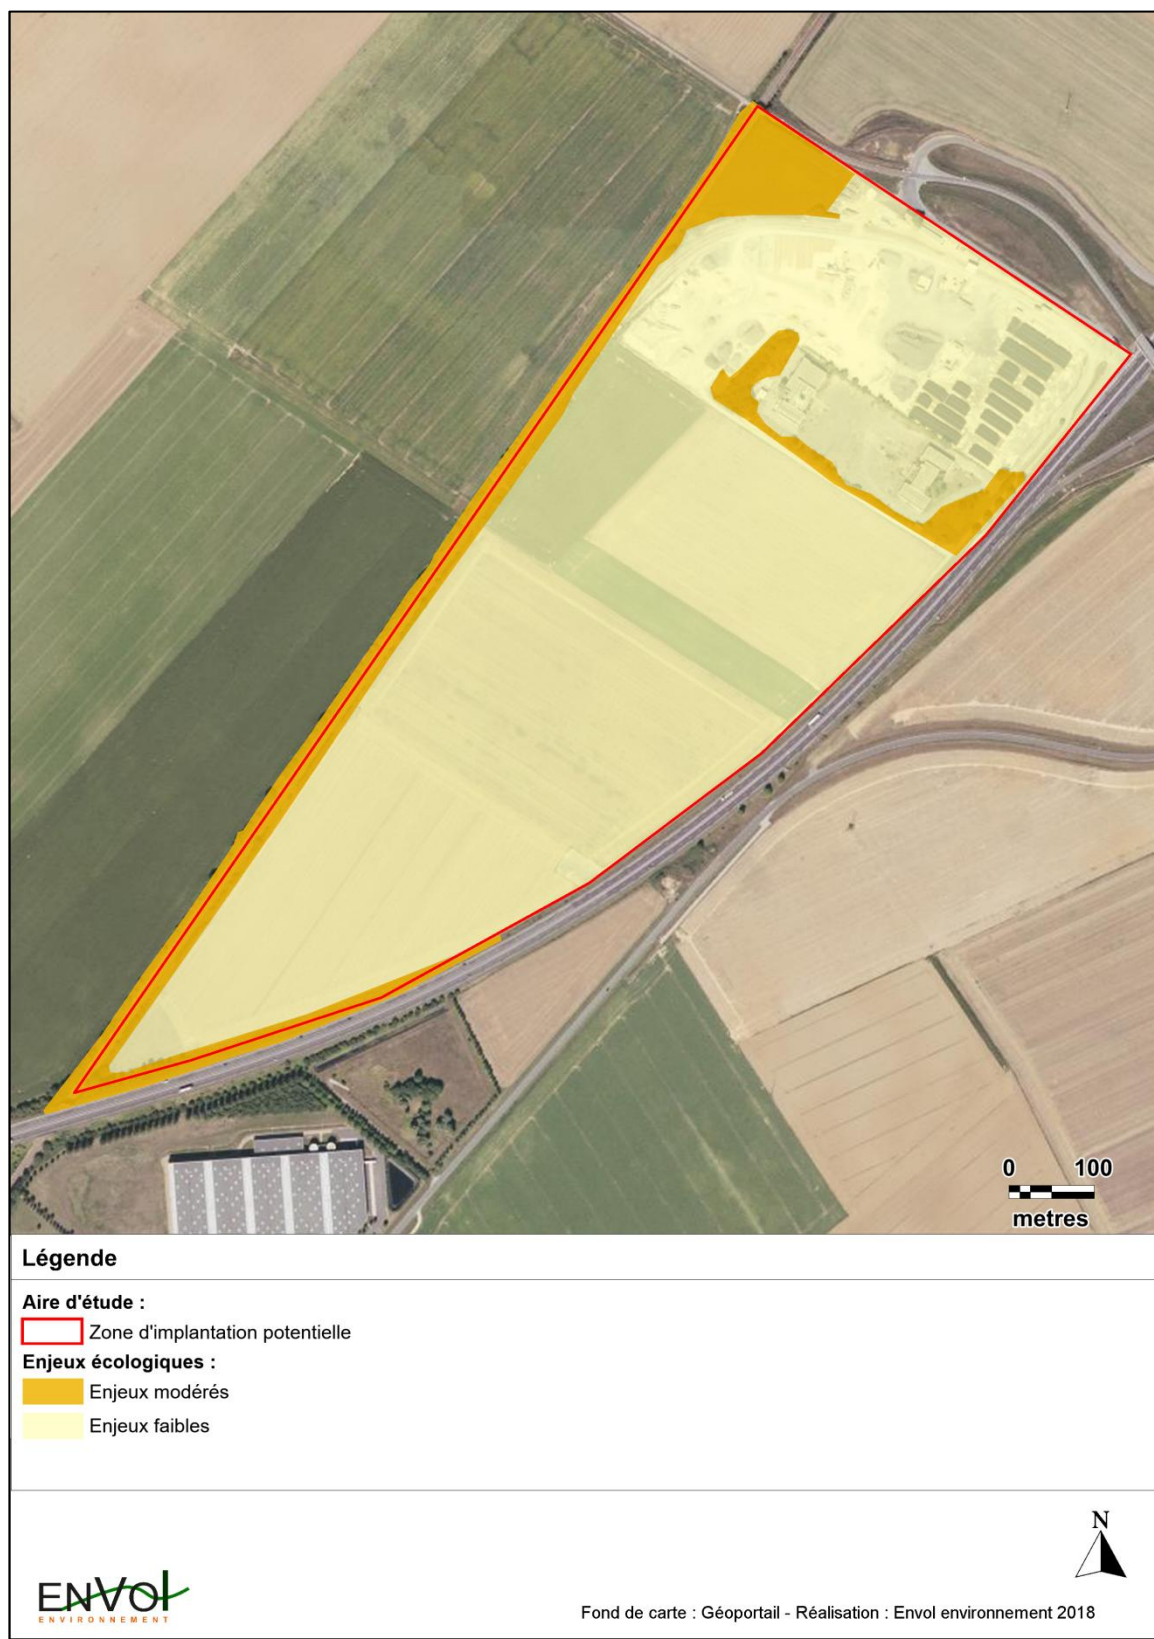 0 100
metres
Légende
Aire d'étude :
Zone d'implantation potentielle
Enjeux écologiques :
Enjeux modérés
Enjeux faibles
N
ENVOl
ENVIRONNEMENT
Fond de carte : Géoportail - Réalisation : Envol environnement 2018